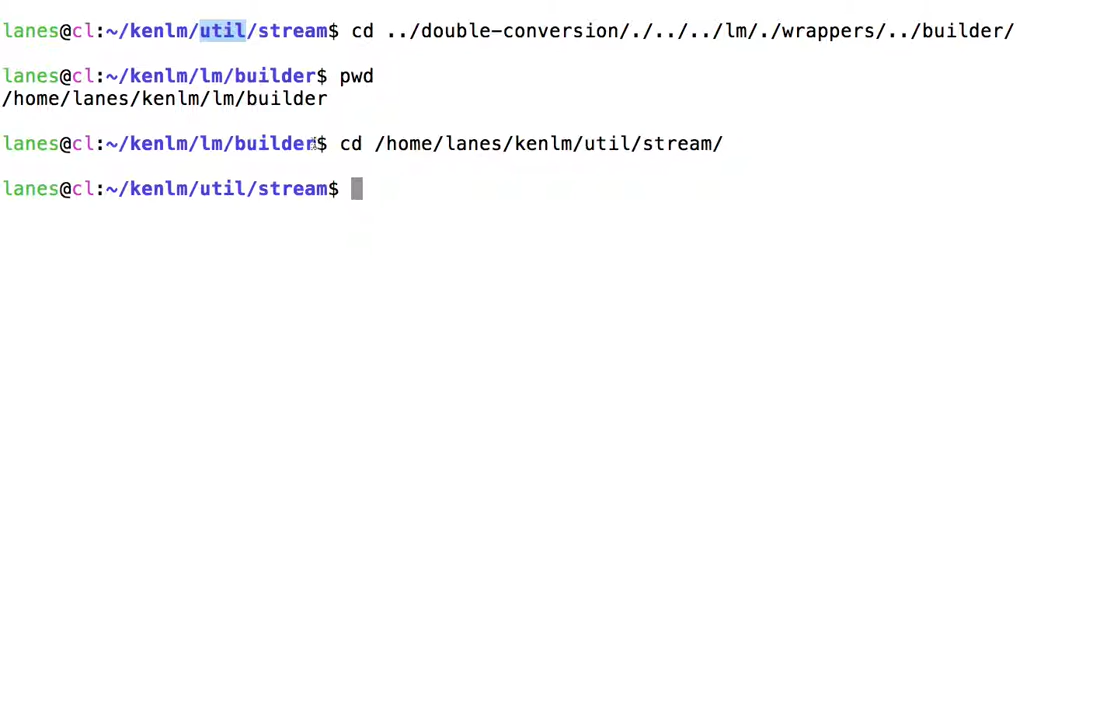 lanes@cl:~/kenlm/util/stream$ cd ../double-conversion/./../../lm/./wrappers/../builder/
lanes@cl:~/kenlm/lm/builder$ pwd
/home/lanes/kenlm/lm/builder
lanes@cl:~/kenlm/lm/builder$ cd /home/lanes/kenlm/util/stream/
lanes@cl:~/kenlm/util/stream$